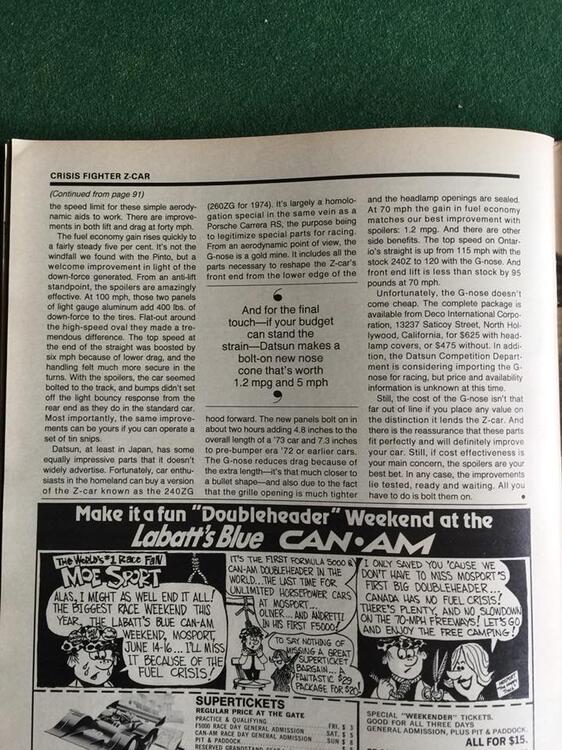 CRISIS FIGHTER Z-CAR
(Continued from page 91)
the speed limit for these simple aerody-
namic aids to work. There are improve-
ments in both lift and drag at forty mph.
The fuel economy gain rises quickly to
a fairly steady five per cent. It's not the
windfall we found with the Pinto, but a
welcome improvement in light of the
down-force generated. From an anti-lift
standpoint, the spoilers are amazingly
effective. At 100 mph, those two panels
of light gauge aluminum add 400 lbs. of
down-force to the tires. Flat-out around
the high-speed oval they made a tre-
mendous difference. The top speed at
the end of the straight was boosted by
six mph because of lower drag, and the
handling felt much more secure in the
turns. With the spoilers, the car seemed
bolted to the track, and bumps didn't set
off the light bouncy response from the
rear end as they do in the standard car.
Most importantly, the same improve-
ments can be yours if you can operate a
set of tin snips.
Datsun, at least in Japan, has some
equally impressive parts that it doesn't
widely advertise. Fortunately, car enthu-
siasts in the homeland can buy a version
of the Z-car known as the 240ZG
(260ZG for 1974). It's largely a homolo-
gation special in the same vein as a
Porsche Carrera RS, the purpose being
to legitimize special parts for racing.
From an aerodynamic point of view, the
G-nose is a gold mine. It includes all the
parts necessary to reshape the Z-car's
front end from the lower edge of the
And for the final
touch—if your budget
can stand the
strain—Datsun makes a
bolt-on new nose
cone that's worth
1.2 mpg and 5 mph
hood forward. The new panels bolt on in
about two hours adding 4.8 inches to the
overall length of a '73 car and 7.3 inches
to pre-bumper era '72 or earlier cars.
The G-nose reduces drag because of
the extra length—it's that much closer to
a bullet shape—and also due to the fact
that the grille opening is much tighter
and the headlamp openings are sealed.
At 70 mph the gain in fuel economy
matches our best improvement with
spoilers: 1.2 mpg. And there are other
side benefits. The top speed on Ontar-
io's straight is up from 115 mph with the
stock 240Z to 120 with the G-nose. And
front end lift is less than stock by 95
pounds at 70 mph.
Unfortunately, the G-nose doesn't
come cheap. The complete package is
available from Deco International Corpo-
ration, 13237 Saticoy Street, North Hol-
lywood, California, for $625 with head-
lamp covers, or $475 without. In addi-
tion, the Datsun Competition Depart-
ment is considering importing the G-
nose for racing, but price and availability
information is unknown at this time.
Still, the cost of the G-nose isn't that
far out of line if you place any value on
the distinction it lends the Z-car. And
there is the reassurance that these parts
fit perfectly and will definitely improve
your car. Still, if cost effectiveness is
your main concern, the spoilers are your
best bet. In any case, the improvements
lie tested, ready and waiting. All you
have to do is bolt them on.
Make it a fun "Doubleheader" Weekend at the
Labatt's Blue CAN•AM
THE WORLD'S #1 RACE FAN
MOE SPORT
ALAS, I MIGHT AS WELL END IT ALL!
THE BIGGEST RACE WEEKEND THIS
YEAR, THE LABATT'S BLUE CAN-AM
WEEKEND, MOSPORT,
JUNE 14-16... I'LL MISS
IT BECAUSE OF THE
FUEL CRISIS!
IT'S THE FIRST FORMULA 5000 &
CAN-AM DOUBLEHEADER IN THE
WORLD...THE LAST TIME FOR
UNLIMITED HORSEPOWER CARS
AT MOSPORT...
OLIVER... AND ANDRETTI
IN HIS FIRST F5000!
TO SAY NOTHING OF
MISSING A GREAT
SUPERTICKET
BARGAIN... A
FANTASTIC $29
PACKAGE FOR $20!
I ONLY SAVED YOU 'CAUSE WE
DON'T HAVE TO MISS MOSPORT'S
FIRST BIG DOUBLEHEADER...
CANADA HAS NO FUEL CRISIS!
THERE'S PLENTY, AND NO SLOWDOWN
ON THE 70-MPH FREEWAYS! LET'S GO
AND ENJOY THE FREE CAMPING!
SUPERTICKETS
REGULAR PRICE AT THE GATE
PRACTICE & QUALIFYING FRI. $ 3
F5000 RACE DAY GENERAL ADMISSION SAT. $ 5
CAN-AM RACE DAY GENERAL ADMISSION SUN $ 8
PIT & PADDOCK
RESERVED GRANDSTAND
SPECIAL "WEEKENDER" TICKETS.
GOOD FOR ALL THREE DAYS
GENERAL ADMISSION, PLUS PIT & PADDOCK.
ALL FOR $15.